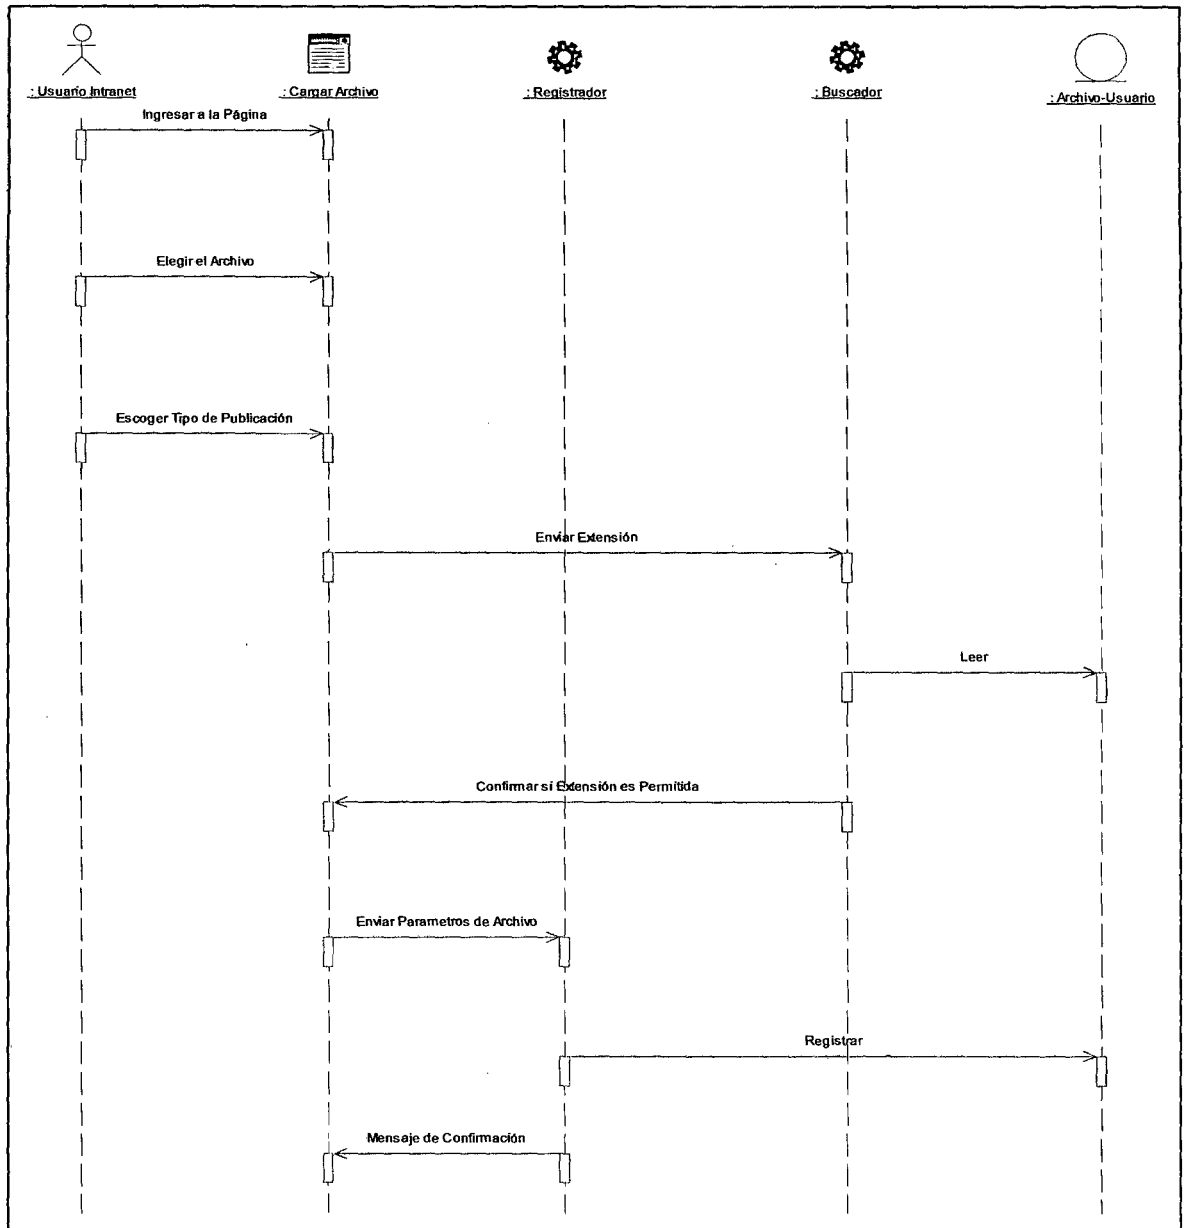 : Usuario Intranet
: Cargar Archivo
: Registrador
: Buscador
: Archivo-Usuario
Ingresar a la Página
Elegir el Archivo
Escoger Tipo de Publicación
Enviar Extensión
Leer
Confirmar si Extensión es Permitida
Enviar Parametros de Archivo
Registrar
Mensaje de Confirmación